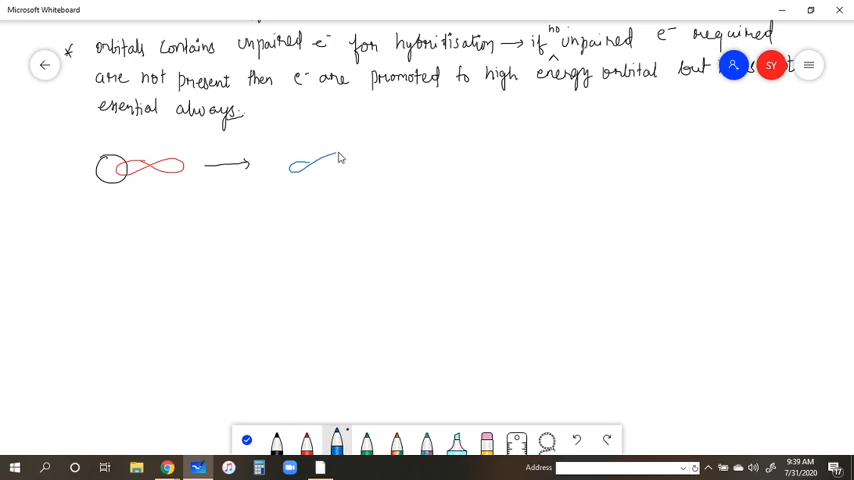 Microsoft Whiteboard
* orbitals contains unpaired e⁻ for hybridisation → if no unpaired e⁻ required
are not present then e⁻ are promoted to high energy orbital but
essential always.
SY
Address
9:39 AM
7/31/2020
17